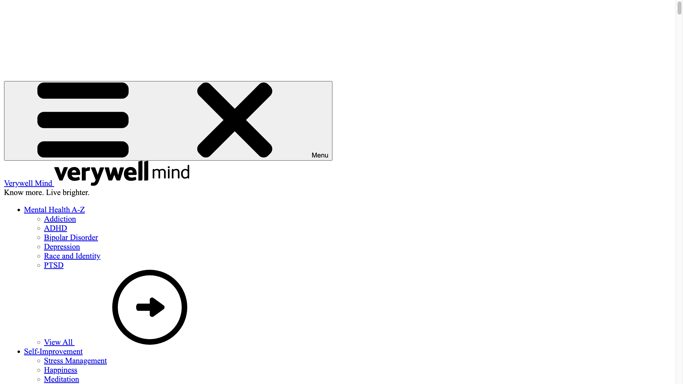 Menu
verywell mind
Verywell Mind
Know more. Live brighter.
Mental Health A-Z
Addiction
ADHD
Bipolar Disorder
Depression
Race and Identity
PTSD
View All
Self-Improvement
Stress Management
Happiness
Meditation